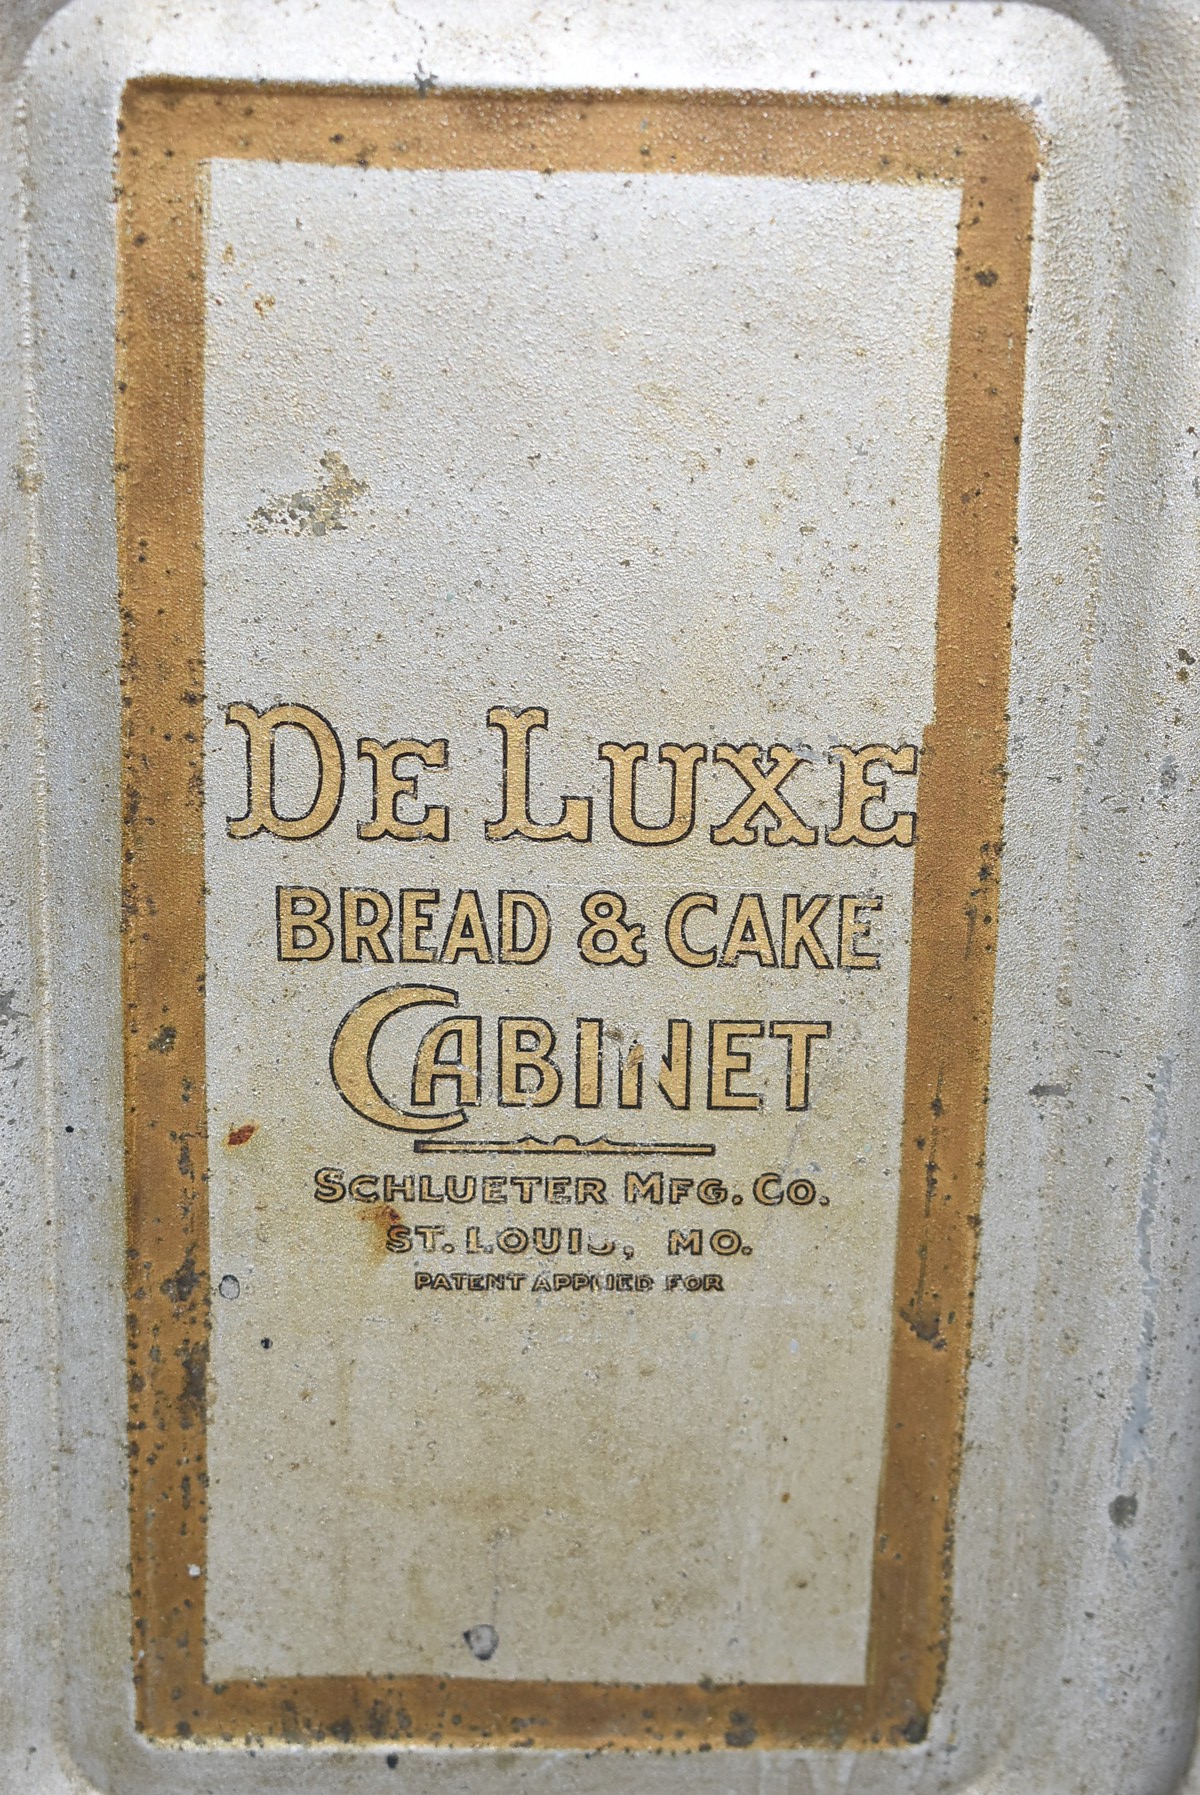 DE LUXE
BREAD & CAKE
CABINET
SCHLUETER MFG. CO.
ST. LOUIS, MO.
PATENT APPLIED FOR